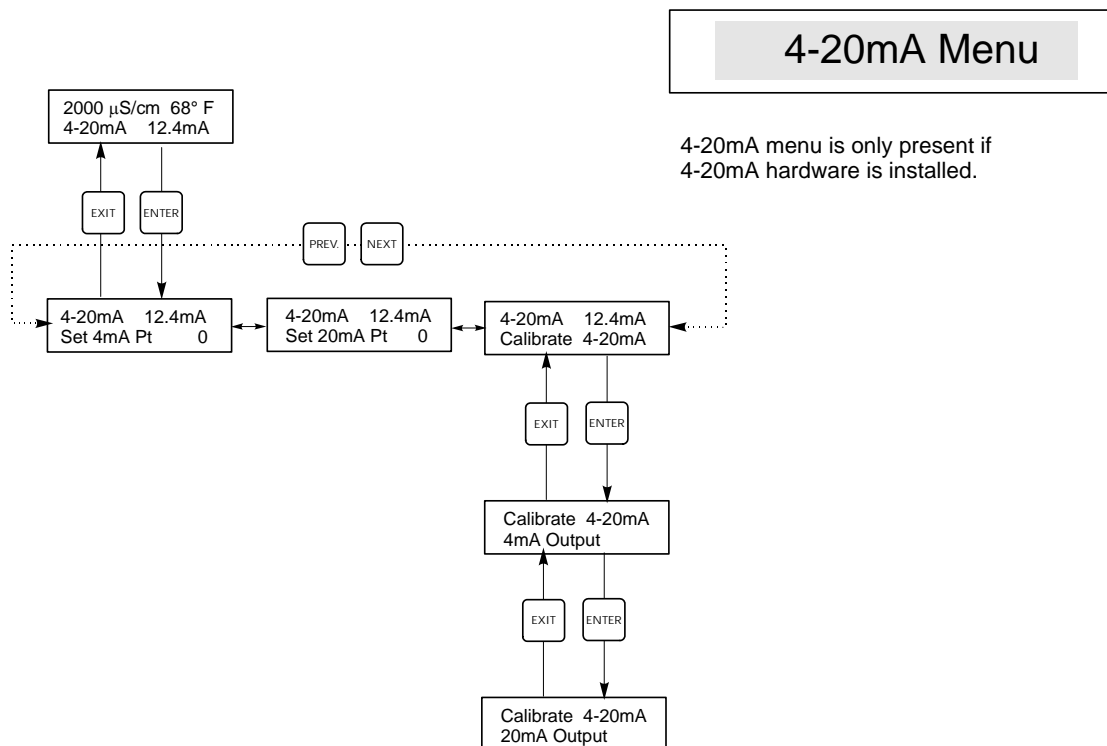 4-20mA Menu
4-20mA menu is only present if
4-20mA hardware is installed.
2000 µS/cm 68° F
4-20mA 12.4mA
EXIT
ENTER
PREV.
NEXT
4-20mA 12.4mA
Set 4mA Pt 0
4-20mA 12.4mA
Set 20mA Pt 0
4-20mA 12.4mA
Calibrate 4-20mA
EXIT
ENTER
Calibrate 4-20mA
4mA Output
EXIT
ENTER
Calibrate 4-20mA
20mA Output